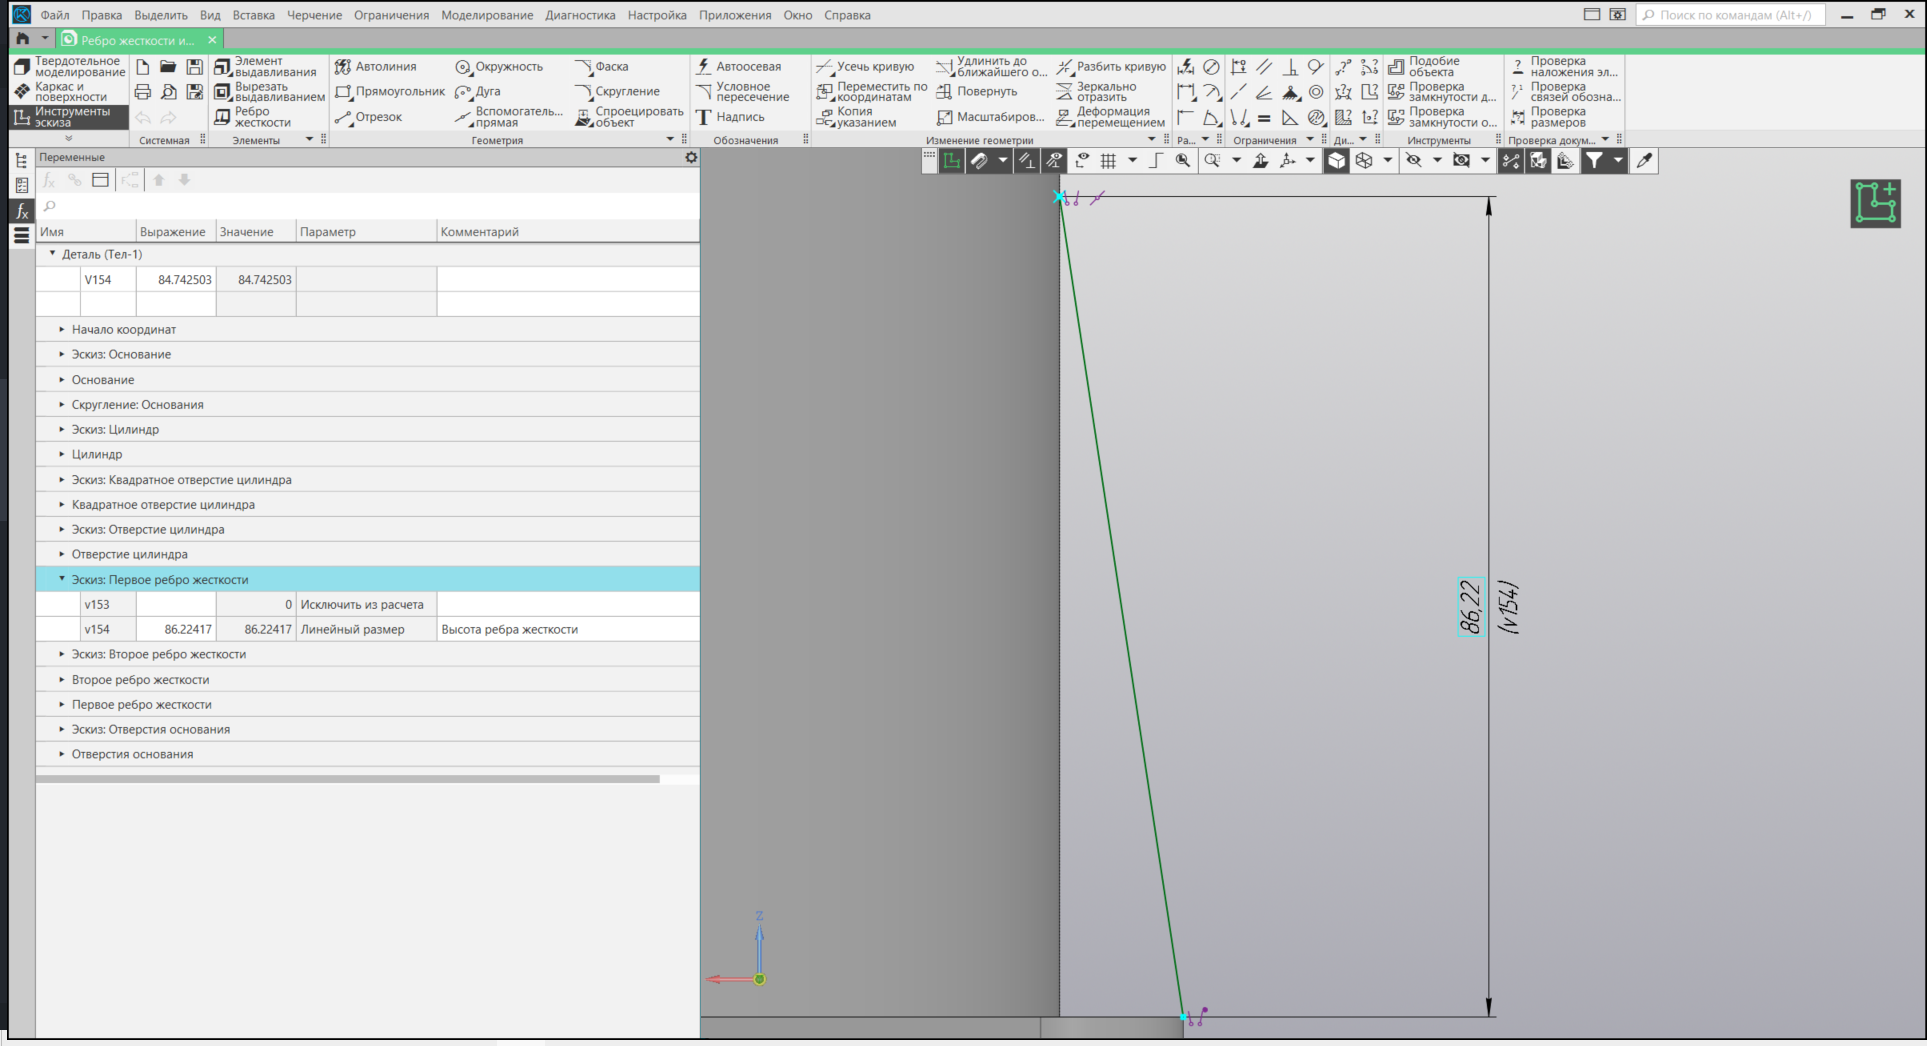 Файл Правка Выделить Вид Вставка Черчение Ограничения Моделирование Диагностика Настройка Приложения Окно Справка
Поиск по командам (Alt+/)
Ребро жесткости и...
Твердотельное моделирование
Каркас и поверхности
Инструменты эскиза
Системная
Элемент выдавливания
Вырезать выдавливанием
Ребро жесткости
Элементы
Автолиния
Прямоугольник
Отрезок
Окружность
Дуга
Вспомогатель... прямая
Фаска
Скругление
Спроецировать объект
Геометрия
Автоосевая
Условное пересечение
Надпись
Обозначения
Усечь кривую
Переместить по координатам
Копия указанием
Удлинить до ближайшего о...
Повернуть
Масштабиров...
Разбить кривую
Зеркально отразить
Деформация перемещением
Изменение геометрии
Ра...
Ограничения
Ди...
Подобие объекта
Проверка замкнутости д...
Проверка замкнутости о...
Инструменты
Проверка наложения эл...
Проверка связей обозна...
Проверка размеров
Проверка докум...
Переменные
Имя Выражение Значение Параметр Комментарий
Деталь (Тел-1)
V154 84.742503 84.742503
Начало координат
Эскиз: Основание
Основание
Скругление: Основания
Эскиз: Цилиндр
Цилиндр
Эскиз: Квадратное отверстие цилиндра
Квадратное отверстие цилиндра
Эскиз: Отверстие цилиндра
Отверстие цилиндра
Эскиз: Первое ребро жесткости
v153 0 Исключить из расчета
v154 86.22417 86.22417 Линейный размер Высота ребра жесткости
Эскиз: Второе ребро жесткости
Второе ребро жесткости
Первое ребро жесткости
Эскиз: Отверстия основания
Отверстия основания
86,22
(v154)
Z